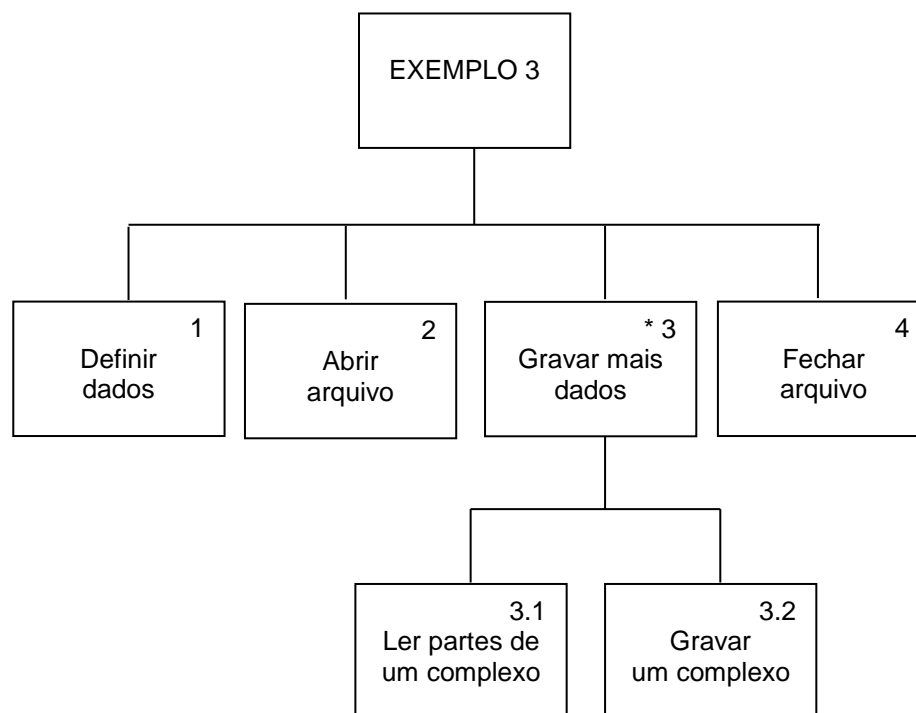 EXEMPLO 3
1
Definir
dados
2
Abrir
arquivo
* 3
Gravar mais
dados
4
Fechar
arquivo
3.1
Ler partes de
um complexo
3.2
Gravar
um complexo